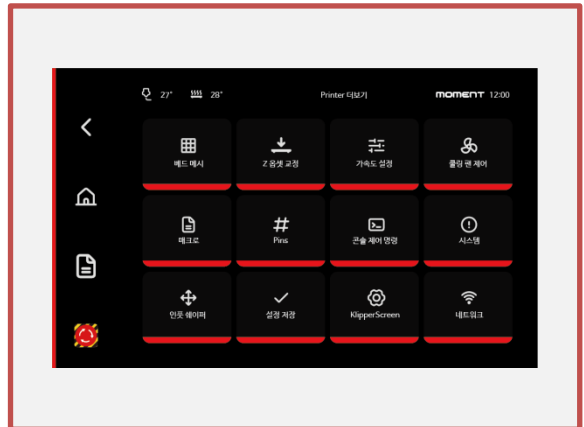 27° 28° Printer 더보기 moment 12:00
베드 메시 Z 옵셋 교정 가속도 설정 쿨링 팬 제어
매크로 Pins 콘솔 제어 명령 시스템
인풋 쉐이퍼 설정 저장 KlipperScreen 네트워크